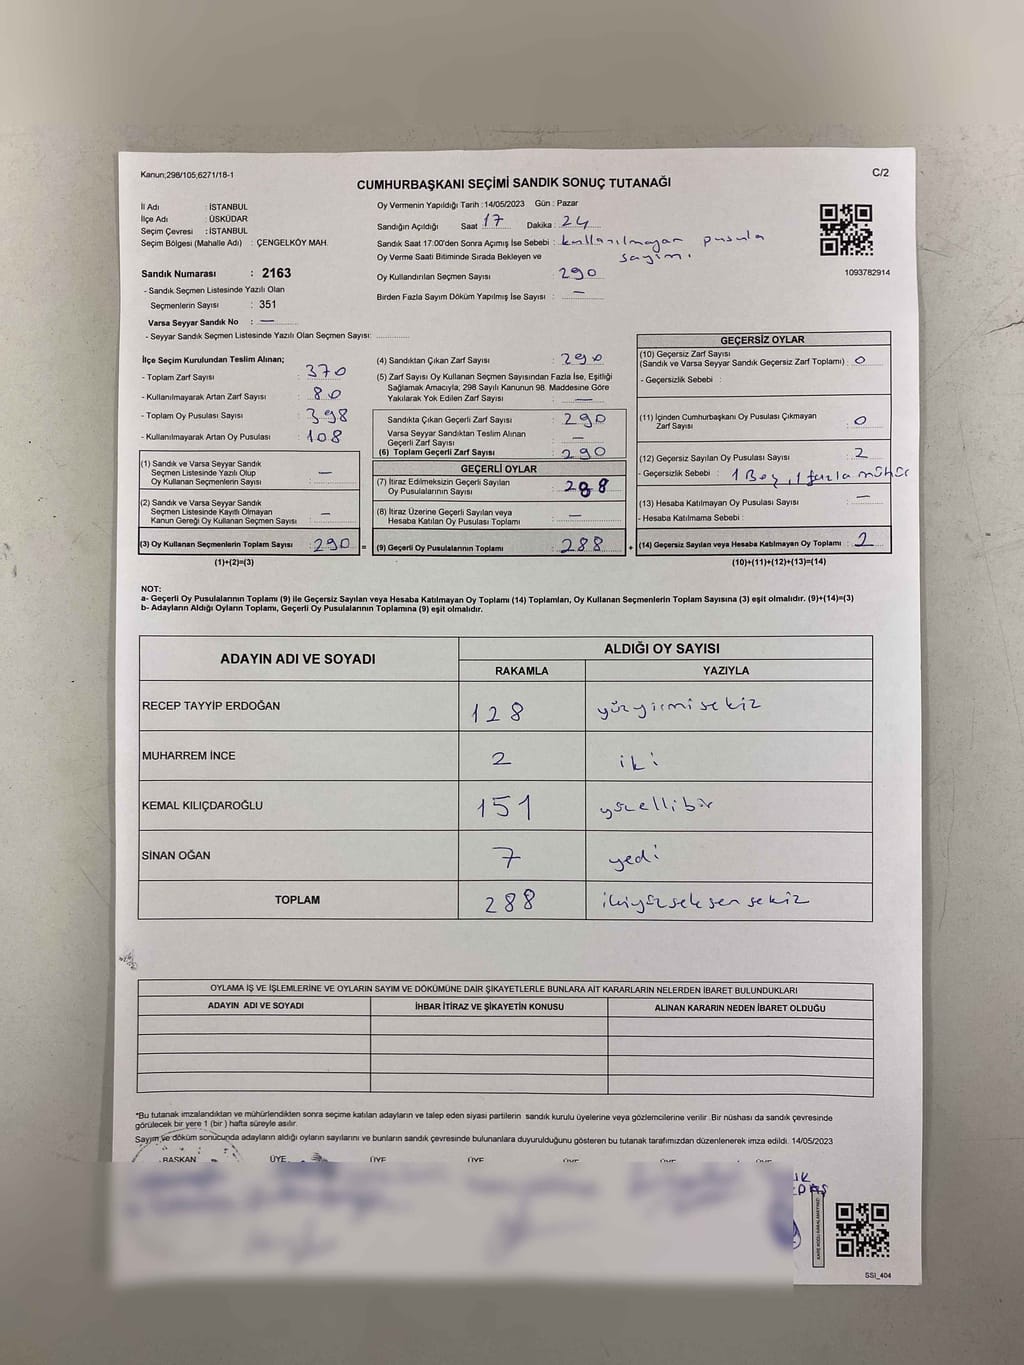 Kanun;298/105;6271/18-1
C/2
CUMHURBAŞKANI SEÇİMİ SANDIK SONUÇ TUTANAĞI
İl Adı : İSTANBUL
İlçe Adı : ÜSKÜDAR
Seçim Çevresi : İSTANBUL
Seçim Bölgesi (Mahalle Adı) : ÇENGELKÖY MAH.
Sandık Numarası : 2163
- Sandık Seçmen Listesinde Yazılı Olan
Seçmenlerin Sayısı : 351
Varsa Seyyar Sandık No : —
- Seyyar Sandık Seçmen Listesinde Yazılı Olan Seçmen Sayısı:
Oy Vermenin Yapıldığı Tarih :14/05/2023 Gün : Pazar
Sandığın Açıldığı Saat 17 Dakika : 24
Sandık Saat 17:00'den Sonra Açımış İse Sebebi : kullanılmayan pusula
sayım.
Oy Verme Saati Bitiminde Sırada Bekleyen ve
Oy Kullandırılan Seçmen Sayısı : 290
Birden Fazla Sayım Döküm Yapılmış İse Sayısı : —
1093782914
İlçe Seçim Kurulundan Teslim Alınan;
- Toplam Zarf Sayısı : 370
- Kullanılmayarak Artan Zarf Sayısı : 80
- Toplam Oy Pusulası Sayısı : 398
- Kullanılmayarak Artan Oy Pusulası : 108
(1) Sandık ve Varsa Seyyar Sandık
Seçmen Listesinde Yazılı Olup
Oy Kullanan Seçmenlerin Sayısı : —
(2) Sandık ve Varsa Seyyar Sandık
Seçmen Listesinde Kayıtlı Olmayan
Kanun Gereği Oy Kullanan Seçmen Sayısı : —
(3) Oy Kullanan Seçmenlerin Toplam Sayısı : 290 =
(1)+(2)=(3)
(4) Sandıktan Çıkan Zarf Sayısı : 290
(5) Zarf Sayısı Oy Kullanan Seçmen Sayısından Fazla İse, Eşitliği
Sağlamak Amacıyla, 298 Sayılı Kanunun 98. Maddesine Göre
Yakılarak Yok Edilen Zarf Sayısı : —
Sandıkta Çıkan Geçerli Zarf Sayısı : 290
Varsa Seyyar Sandıktan Teslim Alınan
Geçerli Zarf Sayısı : —
(6) Toplam Geçerli Zarf Sayısı : 290
GEÇERLİ OYLAR
(7) İtiraz Edilmeksizin Geçerli Sayılan
Oy Pusulalarının Sayısı : 288
(8) İtiraz Üzerine Geçerli Sayılan veya
Hesaba Katılan Oy Pusulası Toplamı : —
(9) Geçerli Oy Pusulalarının Toplamı : 288 +
GEÇERSİZ OYLAR
(10) Geçersiz Zarf Sayısı
(Sandık ve Varsa Seyyar Sandık Geçersiz Zarf Toplamı) : 0
- Geçersizlik Sebebi :
(11) İçinden Cumhurbaşkanı Oy Pusulası Çıkmayan
Zarf Sayısı : 0
(12) Geçersiz Sayılan Oy Pusulası Sayısı : 2
- Geçersizlik Sebebi : 1 Boş, 1 fazla mühür
(13) Hesaba Katılmayan Oy Pusulası Sayısı : —
- Hesaba Katılmama Sebebi :
(14) Geçersiz Sayılan veya Hesaba Katılmayan Oy Toplamı : 2
(10)+(11)+(12)+(13)=(14)
NOT:
a- Geçerli Oy Pusulalarının Toplamı (9) ile Geçersiz Sayılan veya Hesaba Katılmayan Oy Toplamı (14) Toplamları, Oy Kullanan Seçmenlerin Toplam Sayısına (3) eşit olmalıdır. (9)+(14)=(3)
b- Adayların Aldığı Oyların Toplamı, Geçerli Oy Pusulalarının Toplamına (9) eşit olmalıdır.
ADAYIN ADI VE SOYADI
ALDIĞI OY SAYISI
RAKAMLA YAZIYLA
RECEP TAYYİP ERDOĞAN 128 yüzyirmisekiz
MUHARREM İNCE 2 iki
KEMAL KILIÇDAROĞLU 151 yüzellibir
SİNAN OĞAN 7 yedi
TOPLAM 288 ikiyüzseksensekiz
OYLAMA İŞ VE İŞLEMLERİNE VE OYLARIN SAYIM VE DÖKÜMÜNE DAİR ŞİKAYETLERLE BUNLARA AİT KARARLARIN NELERDEN İBARET BULUNDUKLARI
ADAYIN ADI VE SOYADI İHBAR İTİRAZ VE ŞİKAYETİN KONUSU ALINAN KARARIN NEDEN İBARET OLDUĞU
*Bu tutanak imzalandıktan ve mühürlendikten sonra seçime katılan adayların ve talep eden siyasi partilerin sandık kurulu üyelerine veya gözlemcilerine verilir. Bir nüshası da sandık çevresinde
görülecek bir yere 1 (bir ) hafta süreyle asılır.
Sayım ve döküm sonucunda adayların aldığı oyların sayılarını ve bunların sandık çevresinde bulunanlara duyurulduğunu gösteren bu tutanak tarafımızdan düzenlenerek imza edildi. 14/05/2023
BAŞKAN ÜYE ÜYE ÜYE ÜYE ÜYE ÜYE
SSİ_404